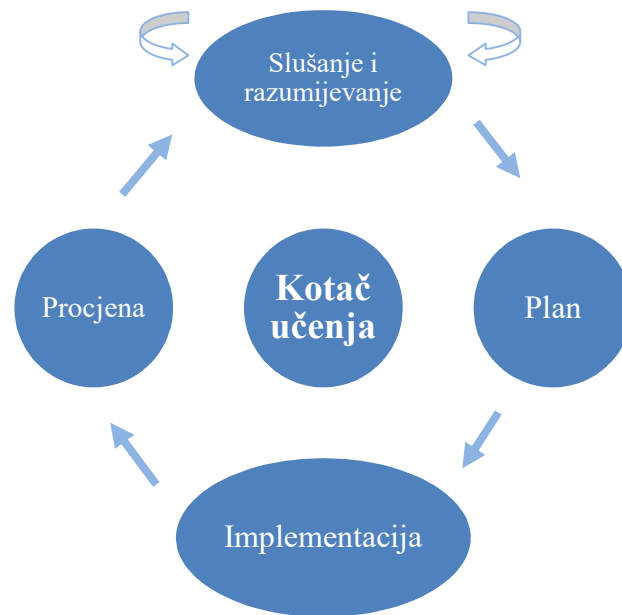 Slušanje i
razumijevanje
Procjena
Kotač
učenja
Plan
Implementacija